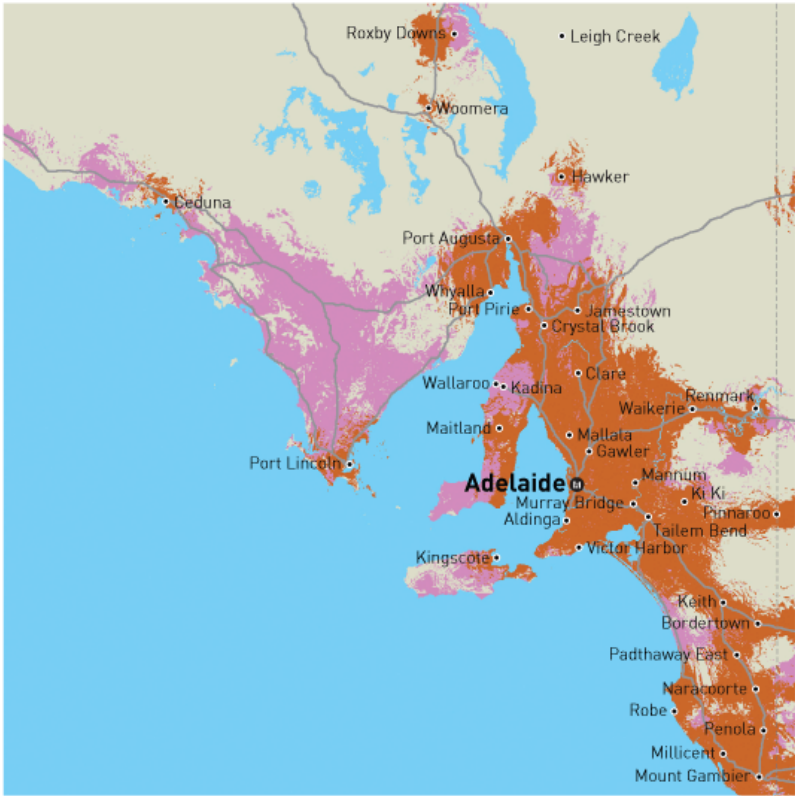 Roxby Downs
Leigh Creek
Woomera
Hawker
Ceduna
Port Augusta
Whyalla
Port Pirie
Jamestown
Crystal Brook
Clare
Wallaroo
Kadina
Renmark
Waikerie
Maitland
Mallala
Gawler
Port Lincoln
Adelaide M
Mannum
Ki Ki
Murray Bridge
Pinnaroo
Aldinga
Tailem Bend
Victor Harbor
Kingscote
Keith
Bordertown
Padthaway East
Naracoorte
Robe
Penola
Millicent
Mount Gambier